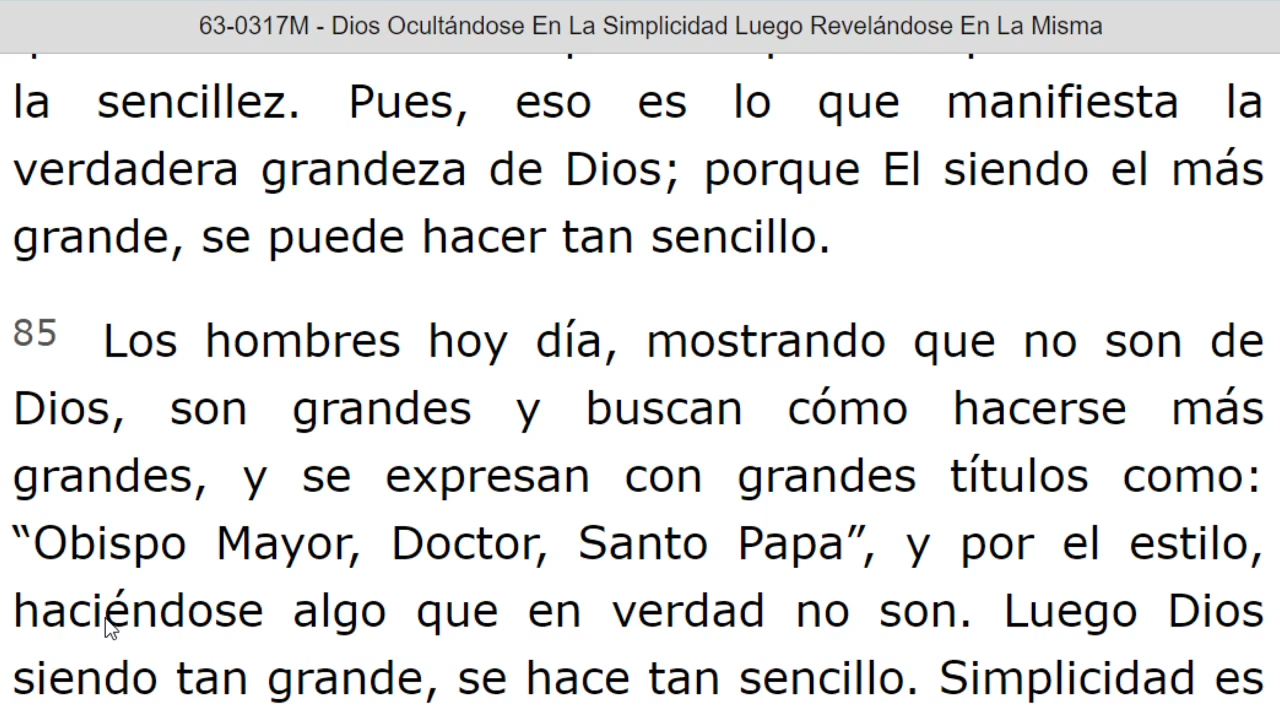 63-0317M - Dios Ocultándose En La Simplicidad Luego Revelándose En La Misma
la sencillez. Pues, eso es lo que manifiesta la
verdadera grandeza de Dios; porque El siendo el más
grande, se puede hacer tan sencillo.
85 Los hombres hoy día, mostrando que no son de
Dios, son grandes y buscan cómo hacerse más
grandes, y se expresan con grandes títulos como:
“Obispo Mayor, Doctor, Santo Papa”, y por el estilo,
haciéndose algo que en verdad no son. Luego Dios
siendo tan grande, se hace tan sencillo. Simplicidad es